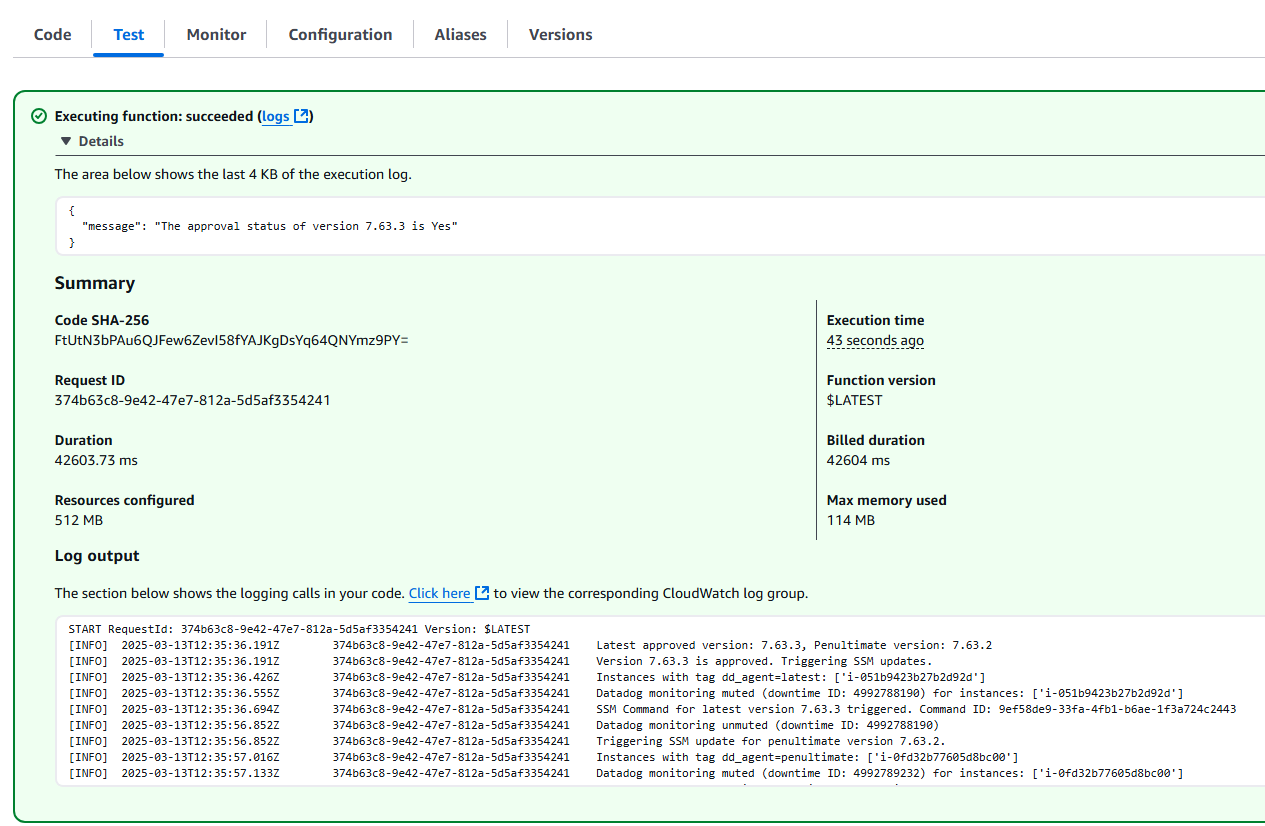 Code Test Monitor Configuration Aliases Versions
Executing function: succeeded (logs)
Details
The area below shows the last 4 KB of the execution log.
{
"message": "The approval status of version 7.63.3 is Yes"
}
Summary
Code SHA-256
FtUtN3bPAu6QJFew6ZevI58fYAJKgDsYq64QNYmz9PY=
Request ID
374b63c8-9e42-47e7-812a-5d5af3354241
Duration
42603.73 ms
Resources configured
512 MB
Execution time
43 seconds ago
Function version
$LATEST
Billed duration
42604 ms
Max memory used
114 MB
Log output
The section below shows the logging calls in your code. Click here to view the corresponding CloudWatch log group.
START RequestId: 374b63c8-9e42-47e7-812a-5d5af3354241 Version: $LATEST
[INFO] 2025-03-13T12:35:36.191Z 374b63c8-9e42-47e7-812a-5d5af3354241 Latest approved version: 7.63.3, Penultimate version: 7.63.2
[INFO] 2025-03-13T12:35:36.191Z 374b63c8-9e42-47e7-812a-5d5af3354241 Version 7.63.3 is approved. Triggering SSM updates.
[INFO] 2025-03-13T12:35:36.426Z 374b63c8-9e42-47e7-812a-5d5af3354241 Instances with tag dd_agent=latest: ['i-051b9423b27b2d92d']
[INFO] 2025-03-13T12:35:36.555Z 374b63c8-9e42-47e7-812a-5d5af3354241 Datadog monitoring muted (downtime ID: 4992788190) for instances: ['i-051b9423b27b2d92d']
[INFO] 2025-03-13T12:35:36.694Z 374b63c8-9e42-47e7-812a-5d5af3354241 SSM Command for latest version 7.63.3 triggered. Command ID: 9ef58de9-33fa-4fb1-b6ae-1f3a724c2443
[INFO] 2025-03-13T12:35:56.852Z 374b63c8-9e42-47e7-812a-5d5af3354241 Datadog monitoring unmuted (downtime ID: 4992788190)
[INFO] 2025-03-13T12:35:56.852Z 374b63c8-9e42-47e7-812a-5d5af3354241 Triggering SSM update for penultimate version 7.63.2.
[INFO] 2025-03-13T12:35:57.016Z 374b63c8-9e42-47e7-812a-5d5af3354241 Instances with tag dd_agent=penultimate: ['i-0fd32b77605d8bc00']
[INFO] 2025-03-13T12:35:57.133Z 374b63c8-9e42-47e7-812a-5d5af3354241 Datadog monitoring muted (downtime ID: 4992789232) for instances: ['i-0fd32b77605d8bc00']